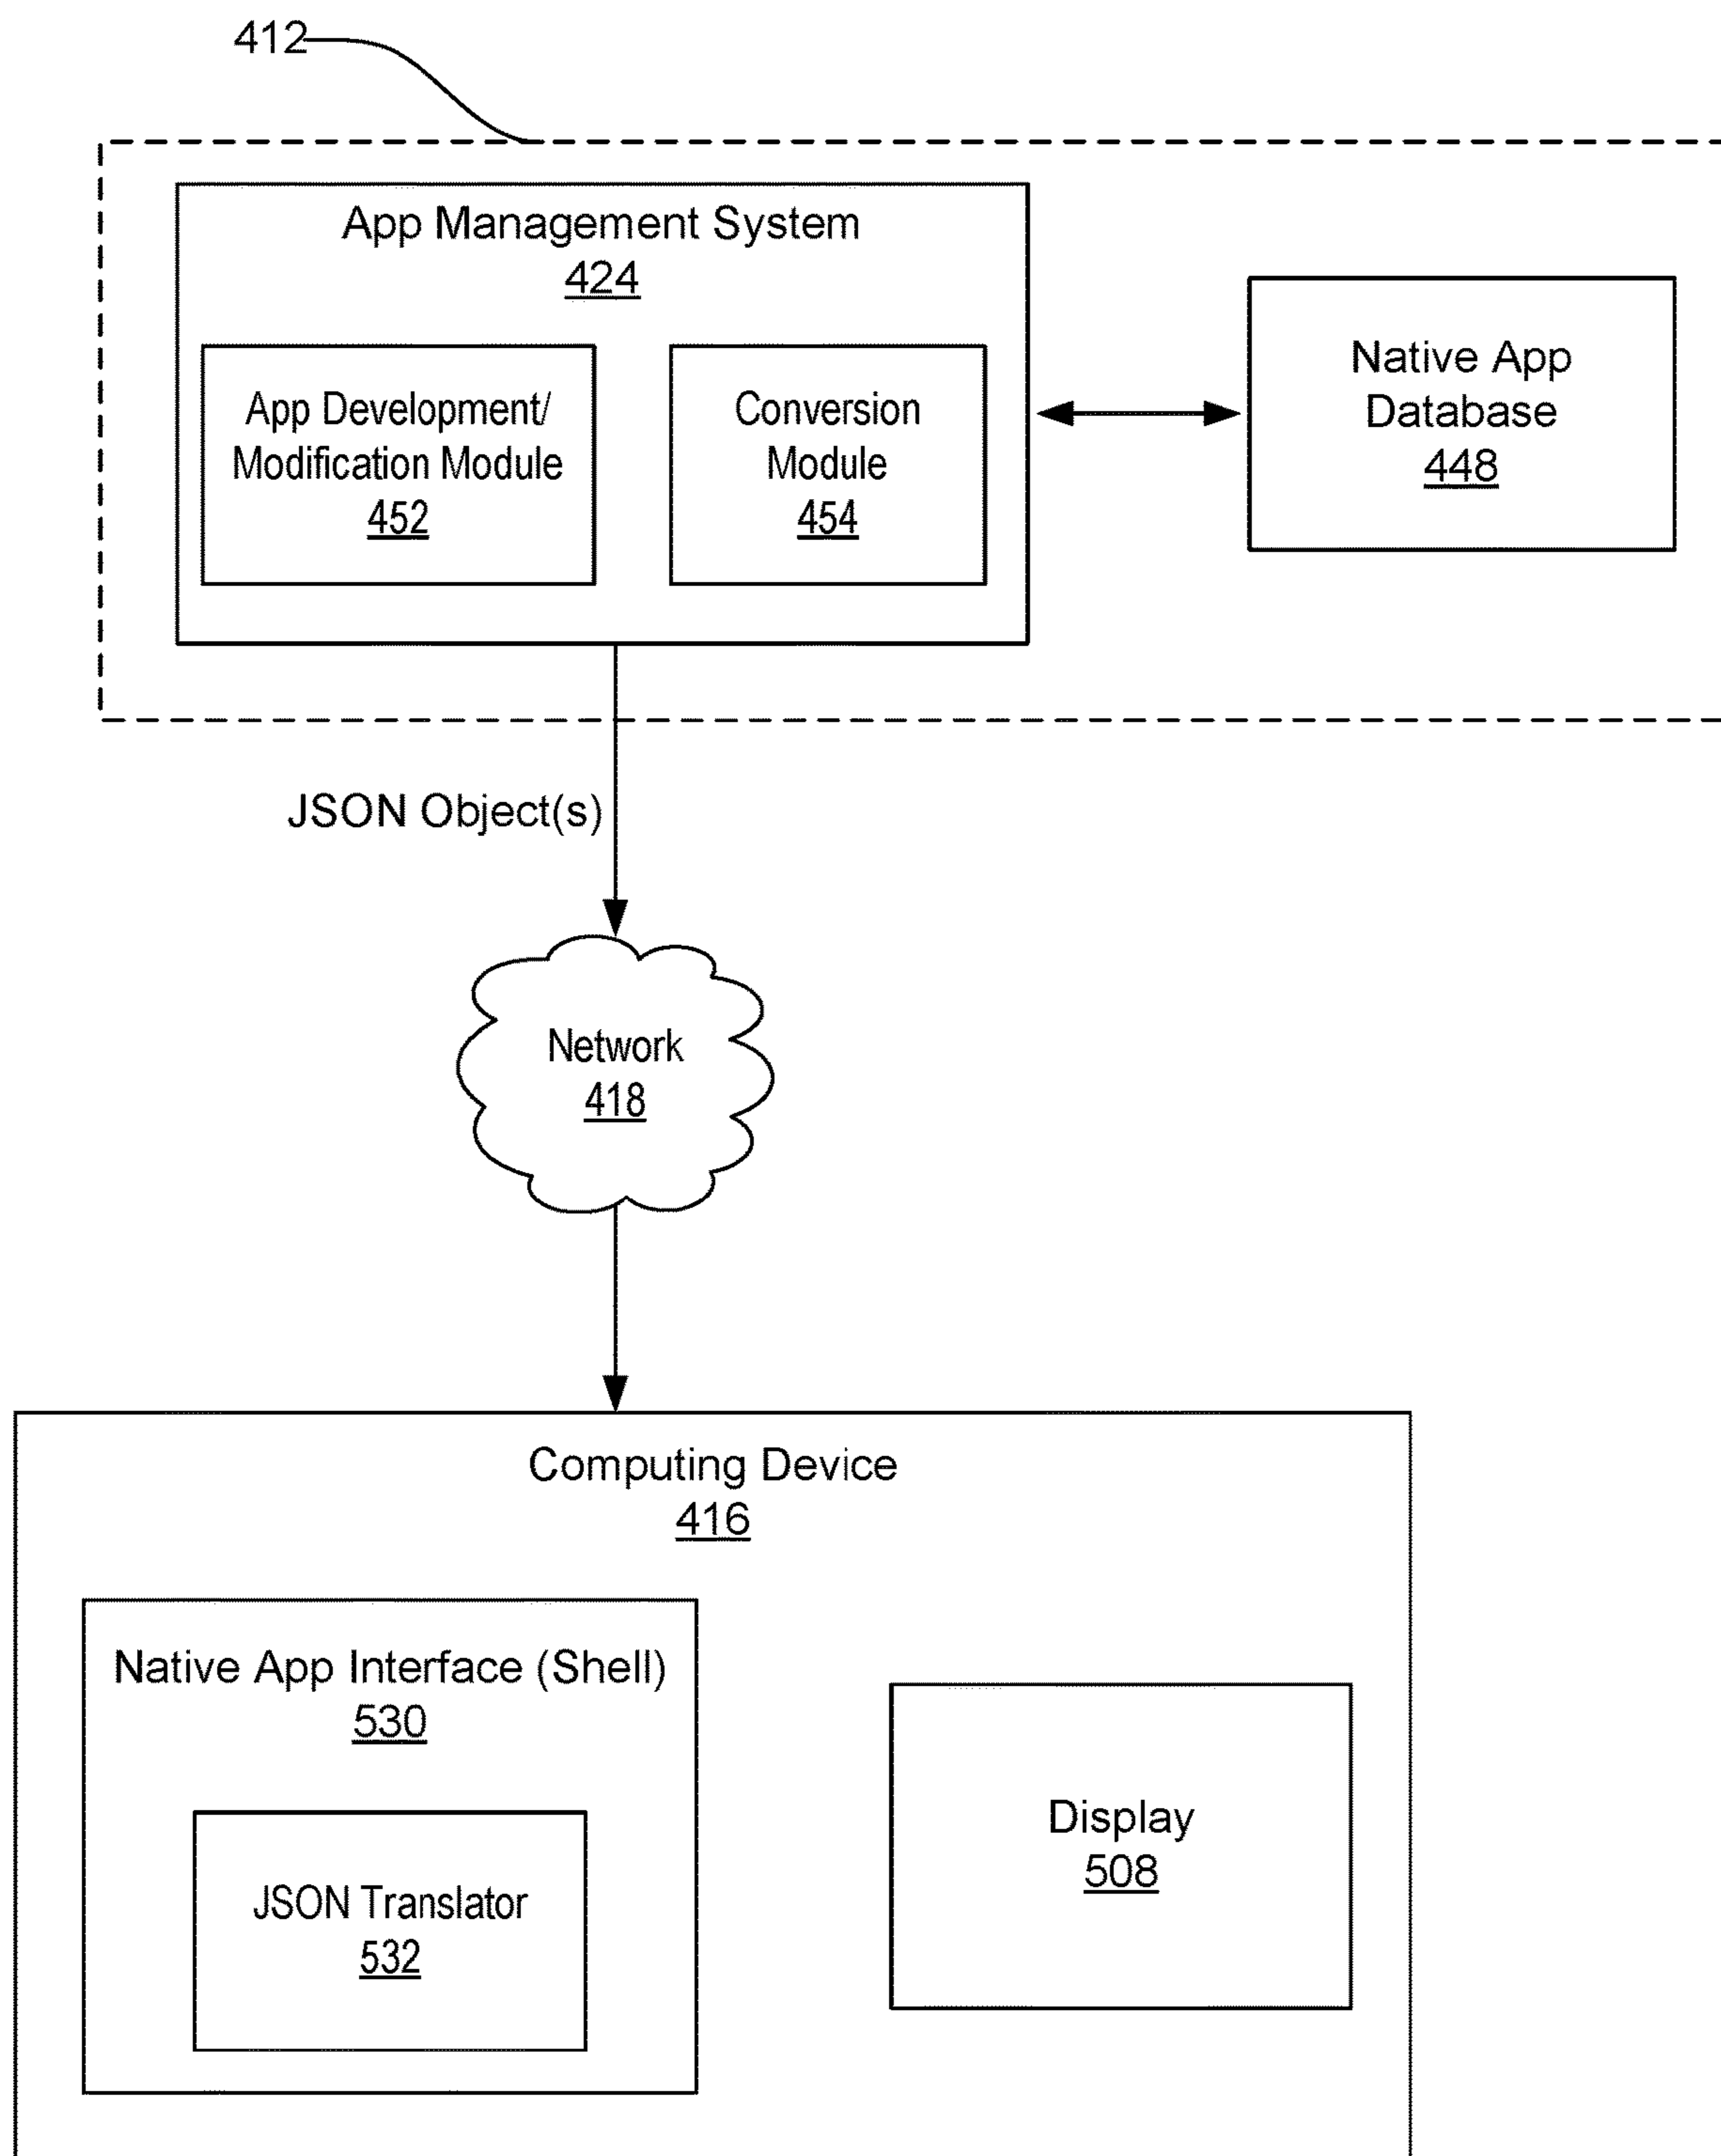 412
App Management System
424
App Development/
Modification Module
452
Conversion
Module
454
Native App
Database
448
JSON Object(s)
Network
418
Computing Device
416
Native App Interface (Shell)
530
JSON Translator
532
Display
508